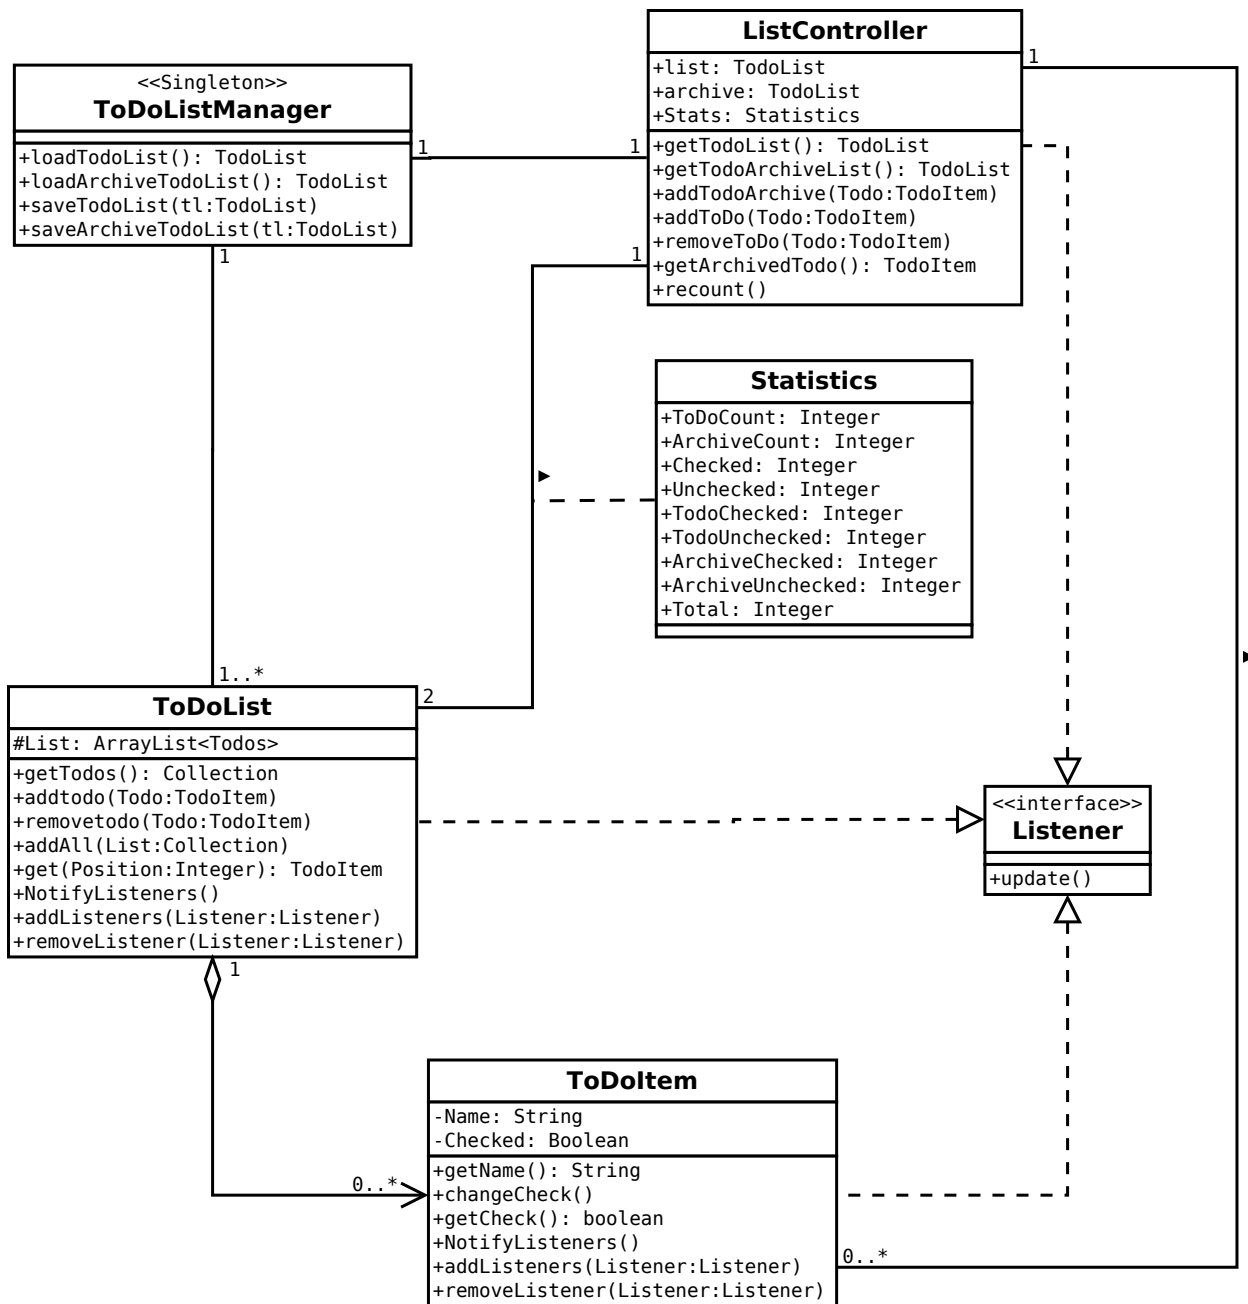 <<Singleton>>
ToDoListManager
+loadTodoList(): TodoList
+loadArchiveTodoList(): TodoList
+saveTodoList(tl:TodoList)
+saveArchiveTodoList(tl:TodoList)
1
1
1
1
1
ListController
+list: TodoList
+archive: TodoList
+Stats: Statistics
+getTodoList(): TodoList
+getTodoArchiveList(): TodoList
+addTodoArchive(Todo:TodoItem)
+addToDo(Todo:TodoItem)
+removeToDo(Todo:TodoItem)
+getArchivedTodo(): TodoItem
+recount()
Statistics
+ToDoCount: Integer
+ArchiveCount: Integer
+Checked: Integer
+Unchecked: Integer
+TodoChecked: Integer
+TodoUnchecked: Integer
+ArchiveChecked: Integer
+ArchiveUnchecked: Integer
+Total: Integer
1..*
2
ToDoList
#List: ArrayList<Todos>
+getTodos(): Collection
+addtodo(Todo:TodoItem)
+removetodo(Todo:TodoItem)
+addAll(List:Collection)
+get(Position:Integer): TodoItem
+NotifyListeners()
+addListeners(Listener:Listener)
+removeListener(Listener:Listener)
1
<<interface>>
Listener
+update()
0..*
ToDoItem
-Name: String
-Checked: Boolean
+getName(): String
+changeCheck()
+getCheck(): boolean
+NotifyListeners()
+addListeners(Listener:Listener)
+removeListener(Listener:Listener)
0..*